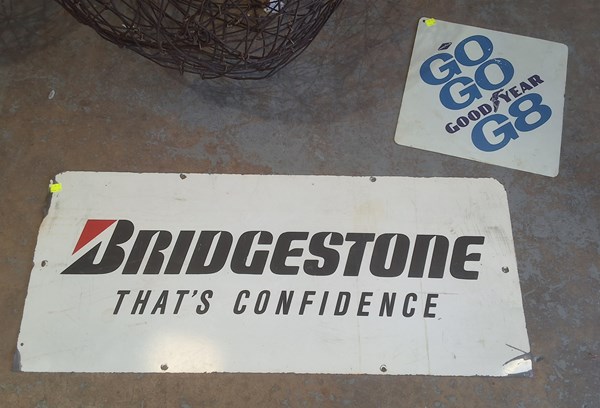 GO
GO
GOODYEAR
G8
BRIDGESTONE
THAT'S CONFIDENCE